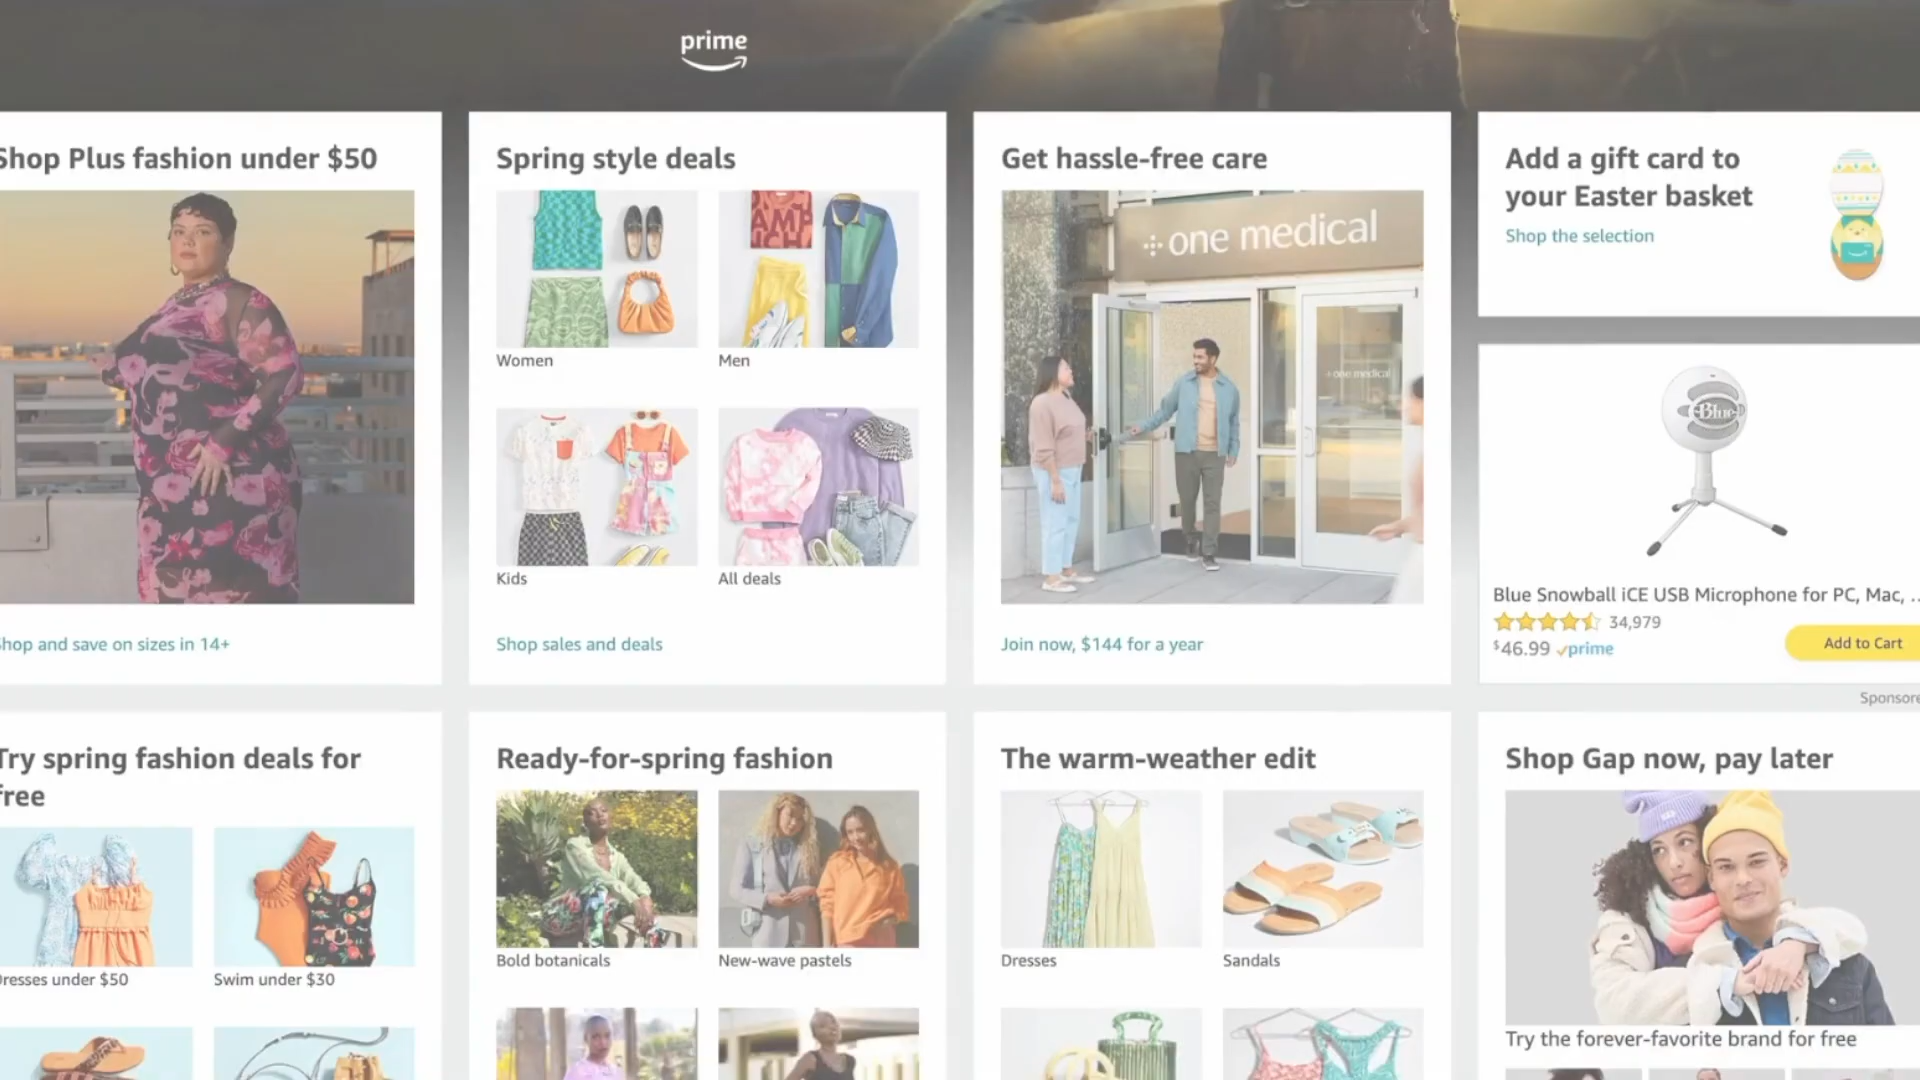 prime
Shop Plus fashion under $50
Shop and save on sizes in 14+
Spring style deals
Women
Men
Kids
All deals
Shop sales and deals
Get hassle-free care
one medical
one medical
Join now, $144 for a year
Add a gift card to
your Easter basket
Shop the selection
Blue
Blue Snowball iCE USB Microphone for PC, Mac, ...
34,979
$46.99 prime
Add to Cart
Sponsore
Try spring fashion deals for
free
Dresses under $50
Swim under $30
Ready-for-spring fashion
Bold botanicals
New-wave pastels
The warm-weather edit
Dresses
Sandals
Shop Gap now, pay later
Try the forever-favorite brand for free